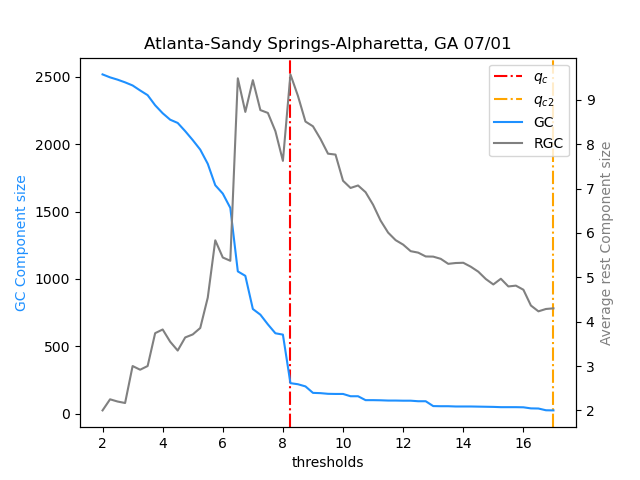 Atlanta-Sandy Springs-Alpharetta, GA 07/01
GC Component size
2500
2000
1500
1000
500
0
2 4 6 8 10 12 14 16
thresholds
9
8
7
6
5
4
3
2
Average rest Component size
qc
qc2
GC
RGC